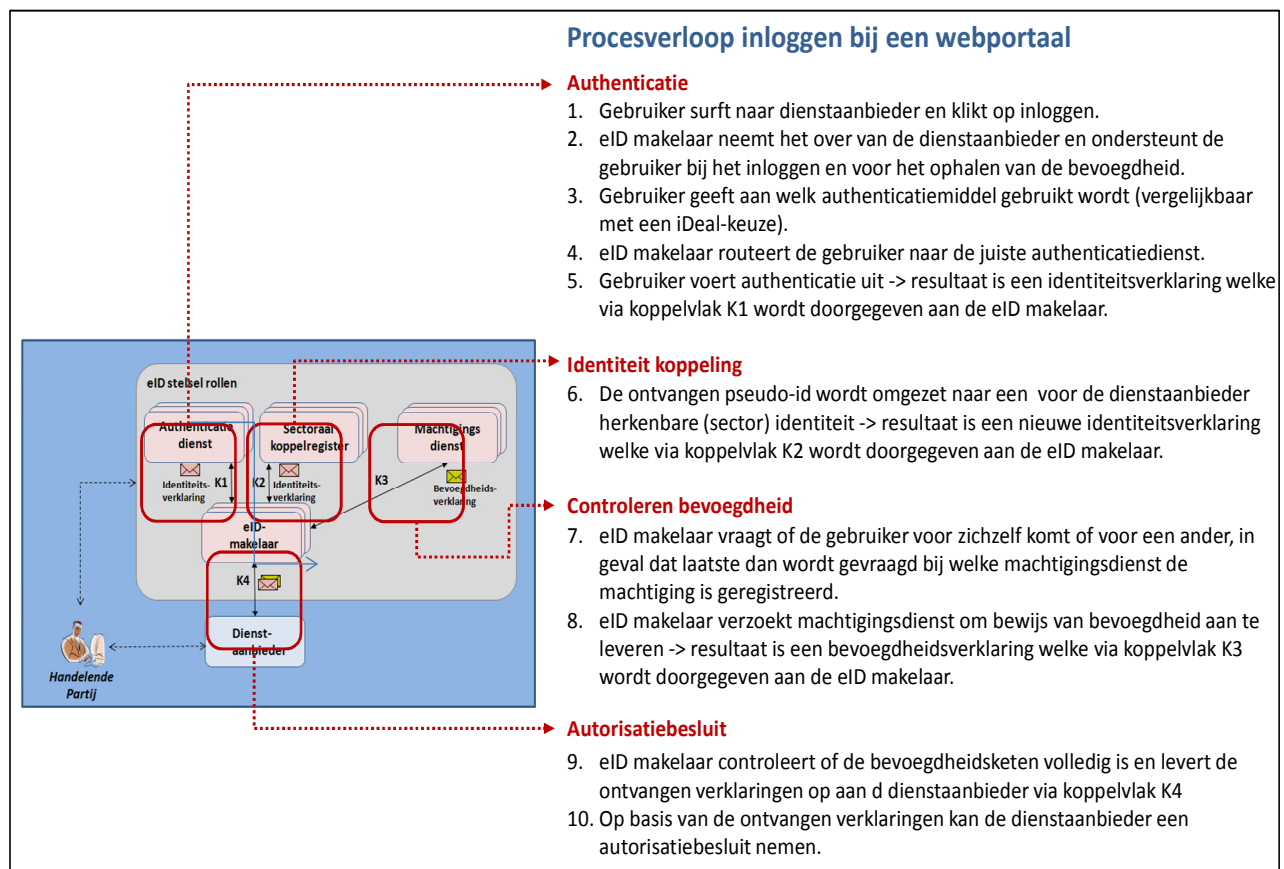 Procesverloop inloggen bij een webportaal
Authenticatie
1. Gebruiker surft naar dienstaanbieder en klikt op inloggen.
2. eID makelaar neemt het over van de dienstaanbieder en ondersteunt de
gebruiker bij het inloggen en voor het ophalen van de bevoegdheid.
3. Gebruiker geeft aan welk authenticatiemiddel gebruikt wordt (vergelijkbaar
met een iDeal-keuze).
4. eID makelaar routeert de gebruiker naar de juiste authenticatiedienst.
5. Gebruiker voert authenticatie uit -> resultaat is een identiteitsverklaring welke
via koppelvlak K1 wordt doorgegeven aan de eID makelaar.
Identiteit koppeling
6. De ontvangen pseudo-id wordt omgezet naar een voor de dienstaanbieder
herkenbare (sector) identiteit -> resultaat is een nieuwe identiteitsverklaring
welke via koppelvlak K2 wordt doorgegeven aan de eID makelaar.
Controleren bevoegdheid
7. eID makelaar vraagt of de gebruiker voor zichzelf komt of voor een ander, in
geval dat laatste dan wordt gevraagd bij welke machtigingsdienst de
machtiging is geregistreerd.
8. eID makelaar verzoekt machtigingsdienst om bewijs van bevoegdheid aan te
leveren -> resultaat is een bevoegdheidsverklaring welke via koppelvlak K3
wordt doorgegeven aan de eID makelaar.
Autorisatiebesluit
9. eID makelaar controleert of de bevoegdheidsketen volledig is en levert de
ontvangen verklaringen op aan d dienstaanbieder via koppelvlak K4
10. Op basis van de ontvangen verklaringen kan de dienstaanbieder een
autorisatiebesluit nemen.
eID stelsel rollen
Authenticatie
dienst
Sectoraal
koppelregister
Machtigings
dienst
Identiteits-
verklaring
K1
K2
Identiteits-
verklaring
K3
Bevoegdheids-
verklaring
eID-
makelaar
K4
Dienst-
aanbieder
Handelende
Partij